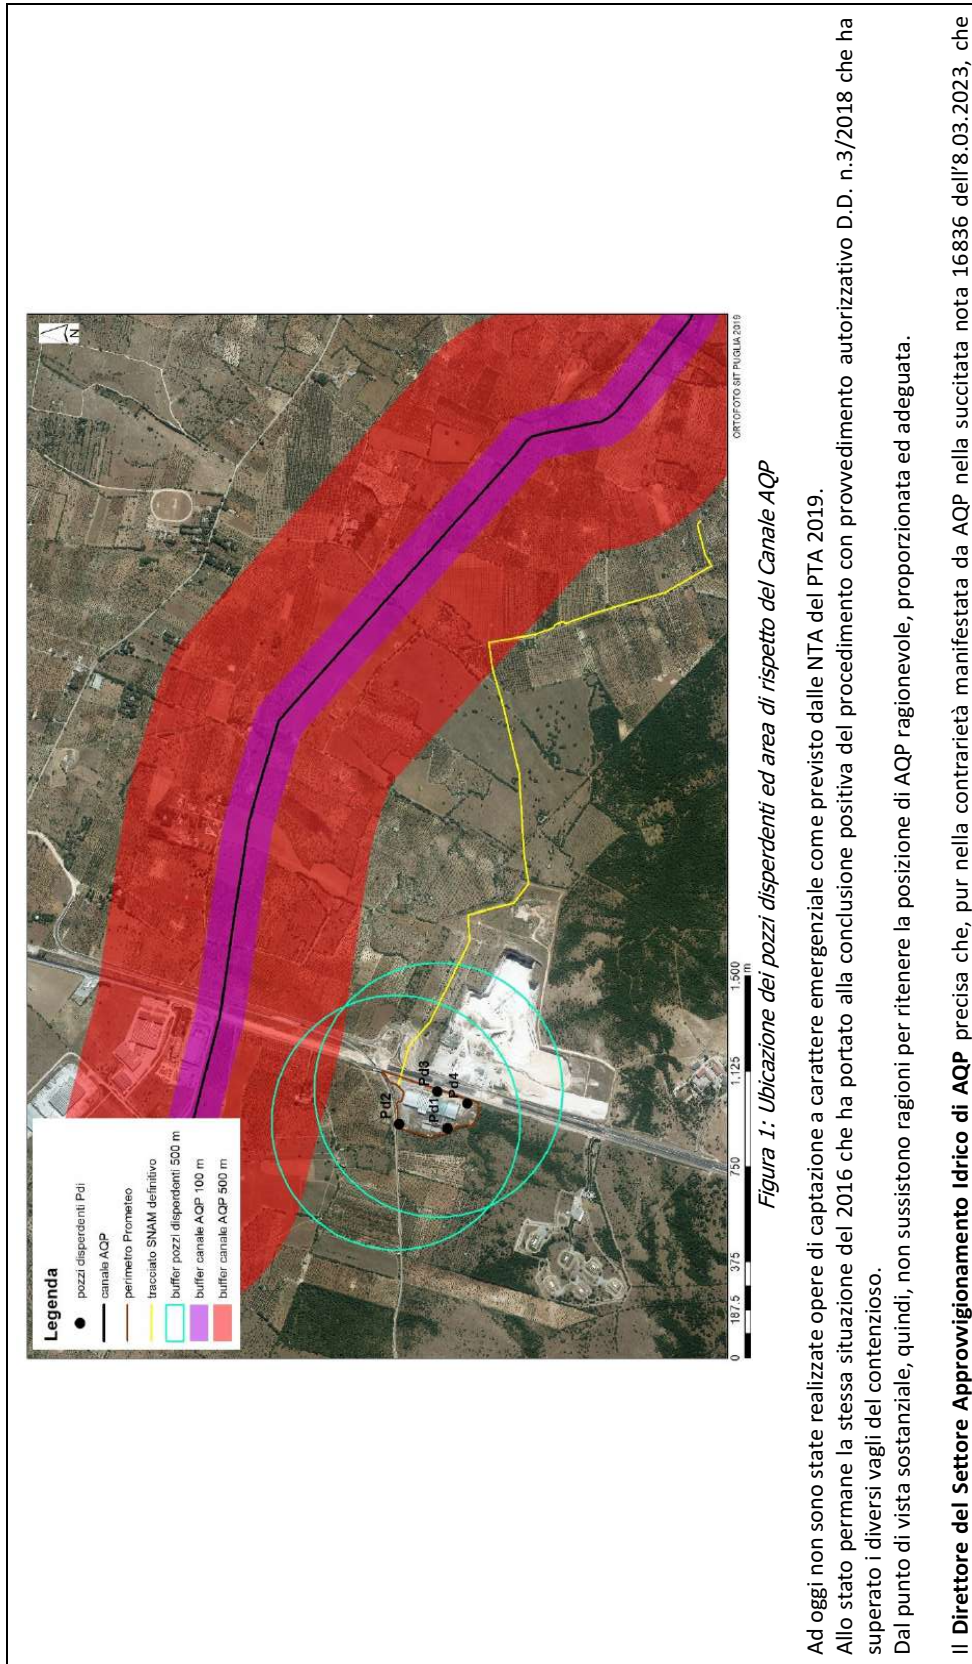 Legenda
pozzi disperdenti Pdi
canale AQP
perimetro Prometeo
tracciato SNAM definitivo
buffer pozzi disperdenti 500 m
buffer canale AQP 100 m
buffer canale AQP 500 m
N
Pd2
Pd3
Pd1
Pd4
0 187.5 375 750 1.125 1.500
m
ORTOFOTO SIT PUGLIA 2019
Figura 1: Ubicazione dei pozzi disperdenti ed area di rispetto del Canale AQP
Ad oggi non sono state realizzate opere di captazione a carattere emergenziale come previsto dalle NTA del PTA 2019.
Allo stato permane la stessa situazione del 2016 che ha portato alla conclusione positiva del procedimento con provvedimento autorizzativo D.D. n.3/2018 che ha
superato i diversi vagli del contenzioso.
Dal punto di vista sostanziale, quindi, non sussistono ragioni per ritenere la posizione di AQP ragionevole, proporzionata ed adeguata.
Il Direttore del Settore Approvvigionamento Idrico di AQP precisa che, pur nella contrarietà manifestata da AQP nella succitata nota 16836 dell'8.03.2023, che